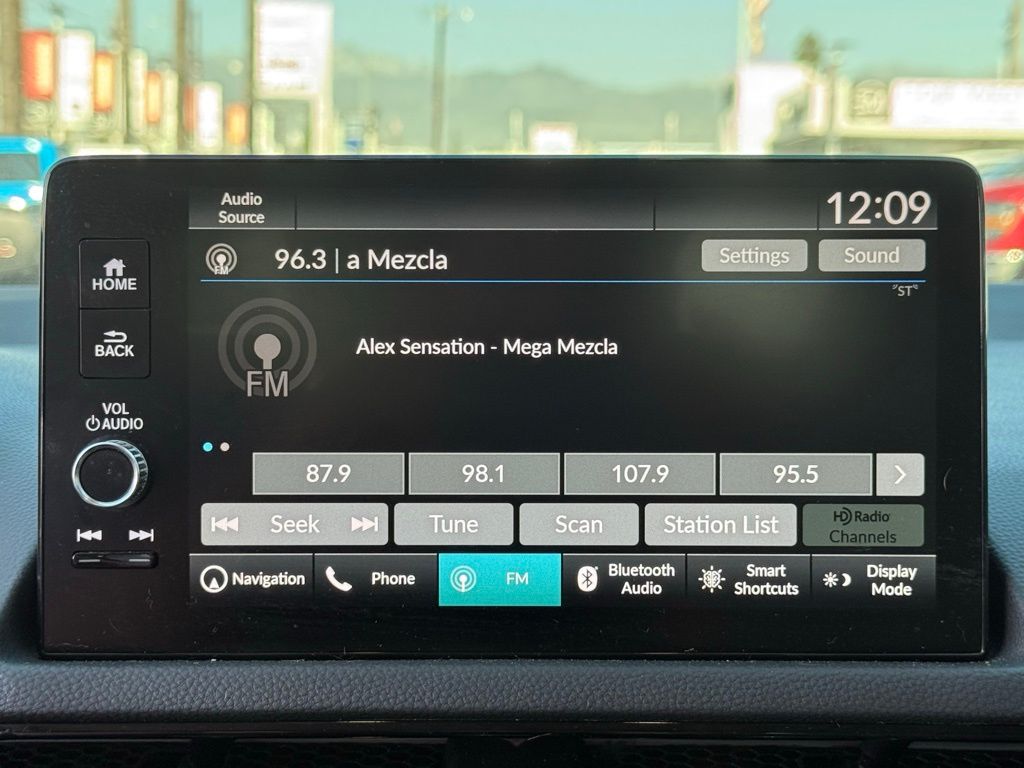 Audio
Source
12:09
HOME
FM
96.3 | a Mezcla
Settings
Sound
"ST"
BACK
Alex Sensation - Mega Mezcla
FM
VOL
AUDIO
87.9
98.1
107.9
95.5
Seek
Tune
Scan
Station List
HD Radio
Channels
Navigation
Phone
FM
Bluetooth
Audio
Smart
Shortcuts
Display
Mode